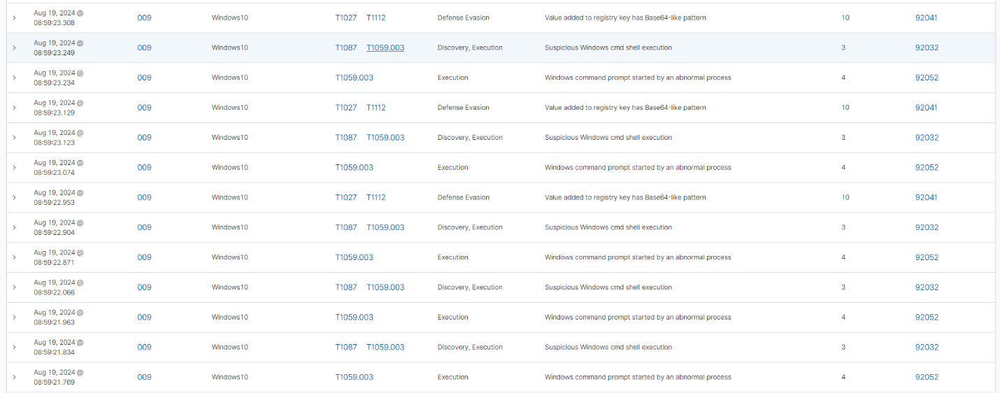 Aug 19, 2024 @
08:59:23.308 009 Windows10 T1027 T1112 Defense Evasion Value added to registry key has Base64-like pattern 10 92041
Aug 19, 2024 @
08:59:23.249 009 Windows10 T1087 T1059.003 Discovery, Execution Suspicious Windows cmd shell execution 3 92032
Aug 19, 2024 @
08:59:23.234 009 Windows10 T1059.003 Execution Windows command prompt started by an abnormal process 4 92052
Aug 19, 2024 @
08:59:23.129 009 Windows10 T1027 T1112 Defense Evasion Value added to registry key has Base64-like pattern 10 92041
Aug 19, 2024 @
08:59:23.123 009 Windows10 T1087 T1059.003 Discovery, Execution Suspicious Windows cmd shell execution 3 92032
Aug 19, 2024 @
08:59:23.074 009 Windows10 T1059.003 Execution Windows command prompt started by an abnormal process 4 92052
Aug 19, 2024 @
08:59:22.953 009 Windows10 T1027 T1112 Defense Evasion Value added to registry key has Base64-like pattern 10 92041
Aug 19, 2024 @
08:59:22.904 009 Windows10 T1087 T1059.003 Discovery, Execution Suspicious Windows cmd shell execution 3 92032
Aug 19, 2024 @
08:59:22.871 009 Windows10 T1059.003 Execution Windows command prompt started by an abnormal process 4 92052
Aug 19, 2024 @
08:59:22.066 009 Windows10 T1087 T1059.003 Discovery, Execution Suspicious Windows cmd shell execution 3 92032
Aug 19, 2024 @
08:59:21.963 009 Windows10 T1059.003 Execution Windows command prompt started by an abnormal process 4 92052
Aug 19, 2024 @
08:59:21.834 009 Windows10 T1087 T1059.003 Discovery, Execution Suspicious Windows cmd shell execution 3 92032
Aug 19, 2024 @
08:59:21.769 009 Windows10 T1059.003 Execution Windows command prompt started by an abnormal process 4 92052